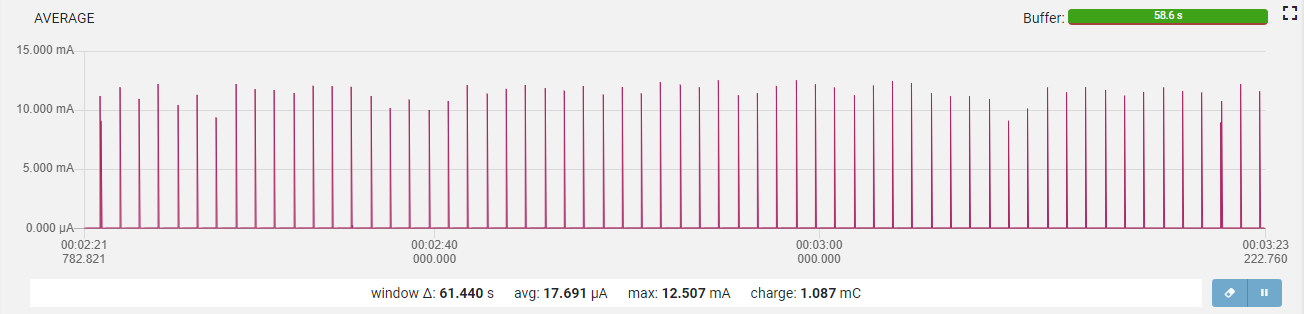 AVERAGE
Buffer: 58.6 s
15.000 mA
10.000 mA
5.000 mA
0.000 µA
00:02:21 00:02:40 00:03:00 00:03:23
782.821 000.000 000.000 222.760
window Δ: 61.440 s avg: 17.691 µA max: 12.507 mA charge: 1.087 mC